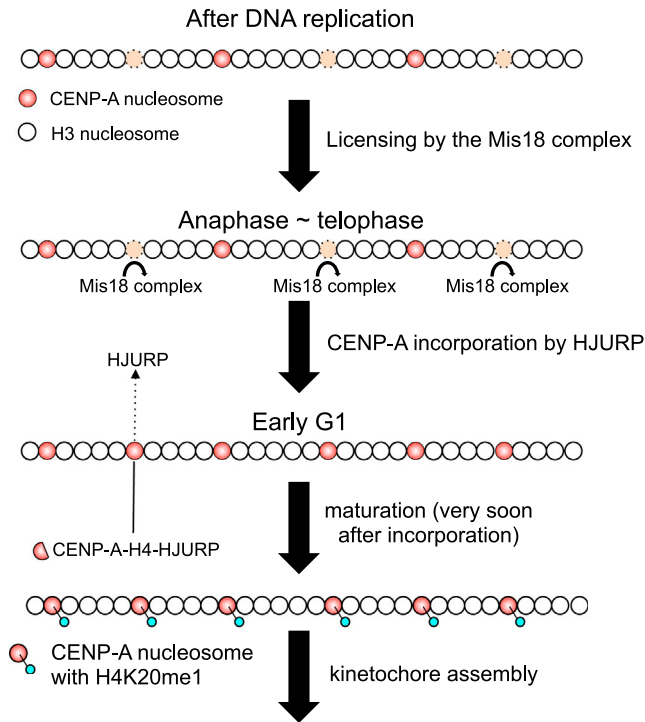 After DNA replication
CENP-A nucleosome
H3 nucleosome
Licensing by the Mis18 complex
Anaphase ~ telophase
Mis18 complex Mis18 complex Mis18 complex
CENP-A incorporation by HJURP
HJURP
Early G1
maturation (very soon
after incorporation)
CENP-A-H4-HJURP
CENP-A nucleosome
with H4K20me1
kinetochore assembly